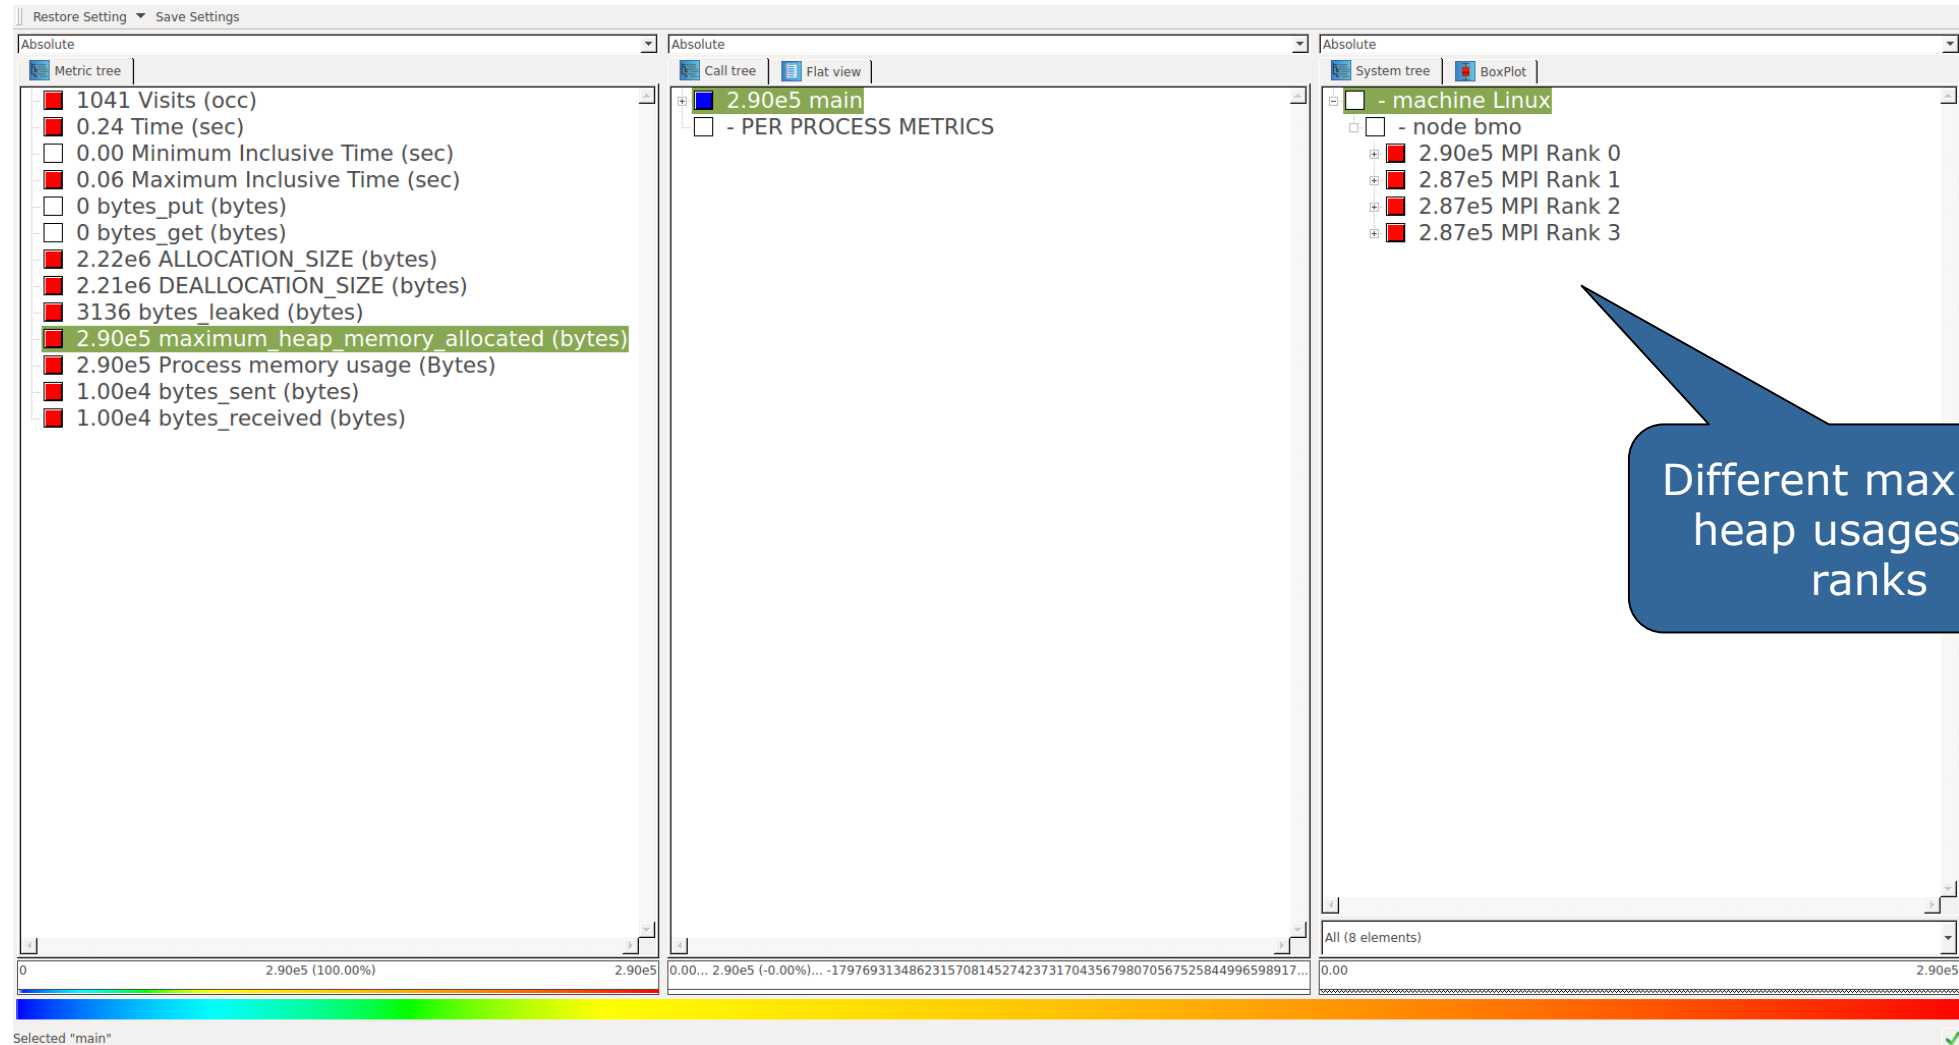 Restore Setting Save Settings
Absolute
Metric tree
1041 Visits (occ)
0.24 Time (sec)
0.00 Minimum Inclusive Time (sec)
0.06 Maximum Inclusive Time (sec)
0 bytes_put (bytes)
0 bytes_get (bytes)
2.22e6 ALLOCATION_SIZE (bytes)
2.21e6 DEALLOCATION_SIZE (bytes)
3136 bytes_leaked (bytes)
2.90e5 maximum_heap_memory_allocated (bytes)
2.90e5 Process memory usage (Bytes)
1.00e4 bytes_sent (bytes)
1.00e4 bytes_received (bytes)
0 2.90e5 (100.00%) 2.90e5
Absolute
Call tree Flat view
2.90e5 main
- PER PROCESS METRICS
0.00... 2.90e5 (-0.00%)... -17976931348623157081452742373170435679807056752584499659891​7...
Absolute
System tree BoxPlot
- machine Linux
- node bmo
2.90e5 MPI Rank 0
2.87e5 MPI Rank 1
2.87e5 MPI Rank 2
2.87e5 MPI Rank 3
Different max
heap usages
ranks
All (8 elements)
0.00 2.90e5
Selected "main"